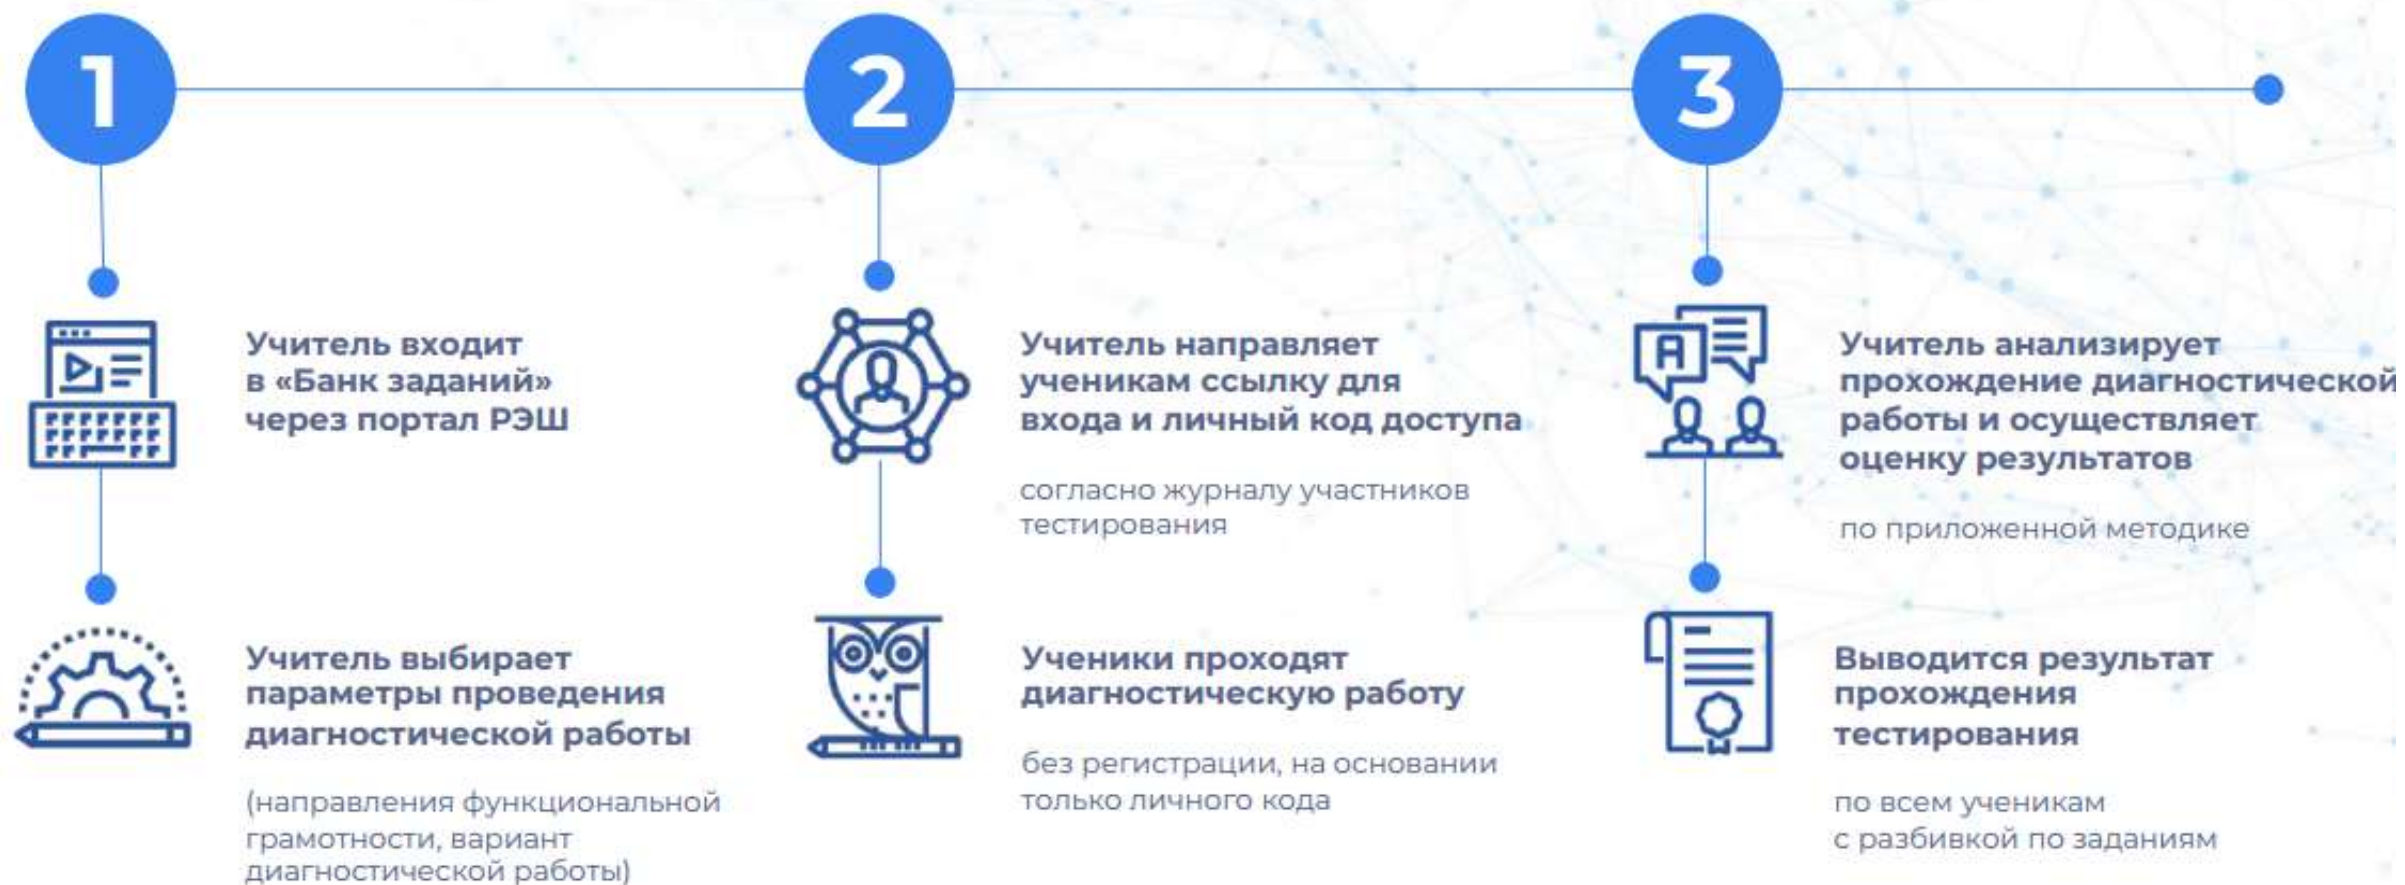 1
Учитель входит
в «Банк заданий»
через портал РЭШ
Учитель выбирает
параметры проведения
диагностической работы
(направления функциональной
грамотности, вариант
диагностической работы)
2
Учитель направляет
ученикам ссылку для
входа и личный код доступа
согласно журналу участников
тестирования
Ученики проходят
диагностическую работу
без регистрации, на основании
только личного кода
3
A
Учитель анализирует
прохождение диагностической
работы и осуществляет
оценку результатов
по приложенной методике
Выводится результат
прохождения
тестирования
по всем ученикам
с разбивкой по заданиям